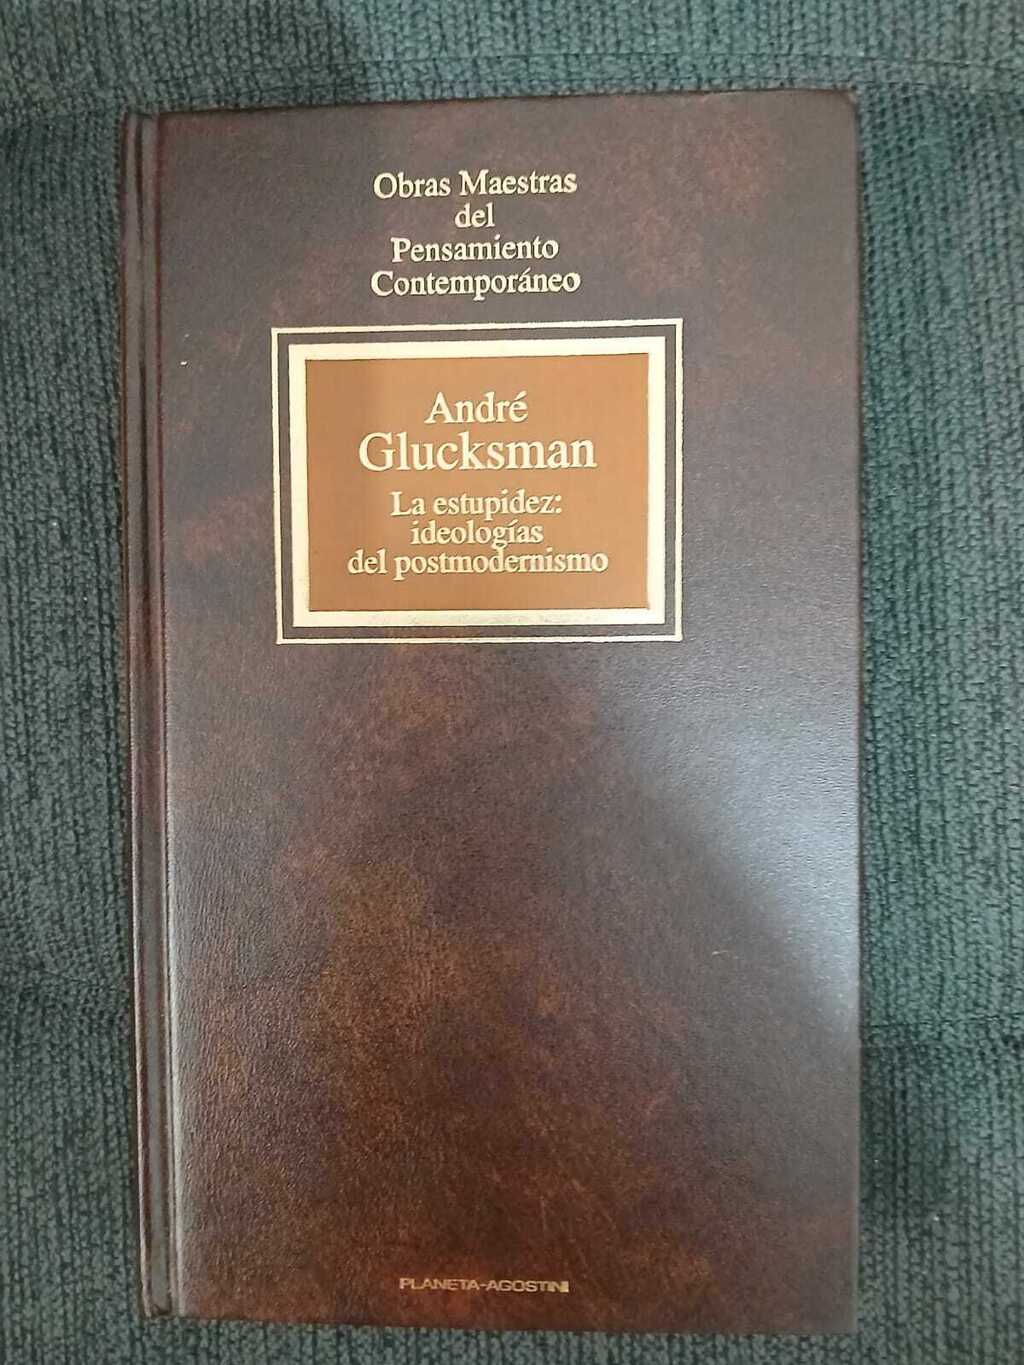 Obras Maestras
del
Pensamiento
Contemporáneo
André
Glucksman
La estupidez:
ideologías
del postmodernismo
PLANETA-AGOSTINI